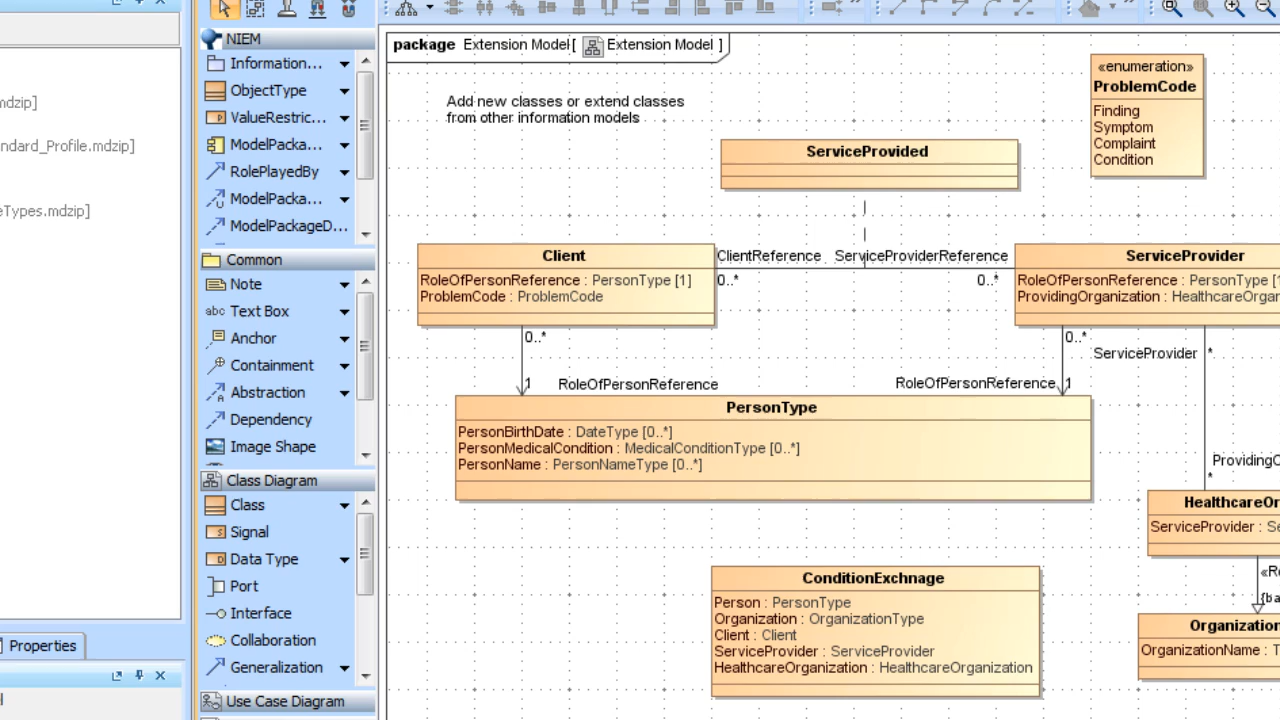 mdzip]
ndard_Profile.mdzip]
eTypes.mdzip]
Properties
NIEM
Information...
ObjectType
ValueRestric...
ModelPacka...
RolePlayedBy
ModelPacka...
ModelPackageD...
Common
Note
abc Text Box
Anchor
Containment
Abstraction
Dependency
Image Shape
Class Diagram
Class
Signal
Data Type
Port
Interface
Collaboration
Generalization
Use Case Diagram
package Extension Model[ Extension Model ]
Add new classes or extend classes
from other information models
«enumeration»
ProblemCode
Finding
Symptom
Complaint
Condition
ServiceProvided
Client
RoleOfPersonReference : PersonType [1]
ProblemCode : ProblemCode
ClientReference
0..*
ServiceProviderReference
0..*
ServiceProvider
RoleOfPersonReference : PersonType [1
ProvidingOrganization : HealthcareOrgar
0..*
1
RoleOfPersonReference
0..*
RoleOfPersonReference
1
ServiceProvider
*
PersonType
PersonBirthDate : DateType [0..*]
PersonMedicalCondition : MedicalConditionType [0..*]
PersonName : PersonNameType [0..*]
ProvidingO
*
HealthcareOr
ServiceProvider : Se
«Re
{ba
ConditionExchnage
Person : PersonType
Organization : OrganizationType
Client : Client
ServiceProvider : ServiceProvider
HealthcareOrganization : HealthcareOrganization
Organization
OrganizationName : T